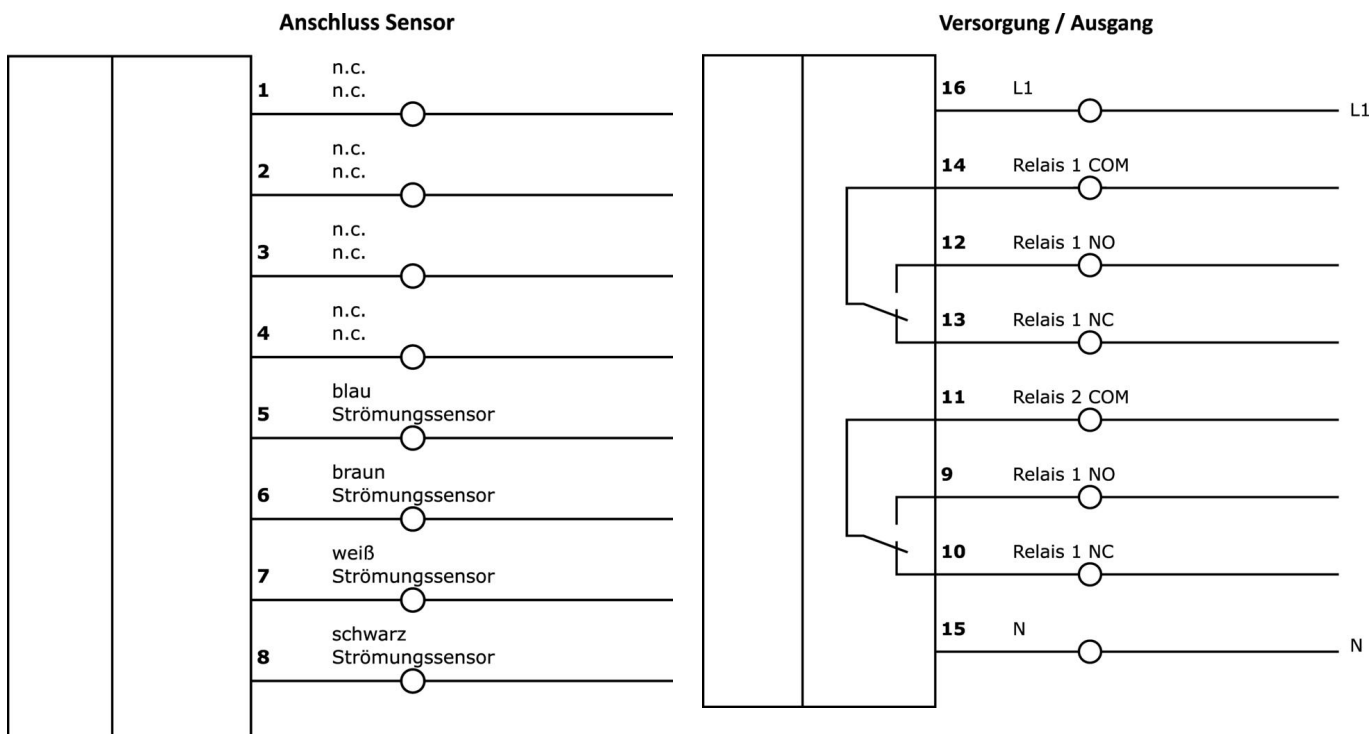 Anschluss Sensor
n.c.
1 n.c.
n.c.
2 n.c.
n.c.
3 n.c.
n.c.
4 n.c.
blau
5 Strömungssensor
braun
6 Strömungssensor
weiß
7 Strömungssensor
schwarz
8 Strömungssensor
Versorgung / Ausgang
16 L1
L1
14 Relais 1 COM
12 Relais 1 NO
13 Relais 1 NC
11 Relais 2 COM
9 Relais 1 NO
10 Relais 1 NC
15 N
N